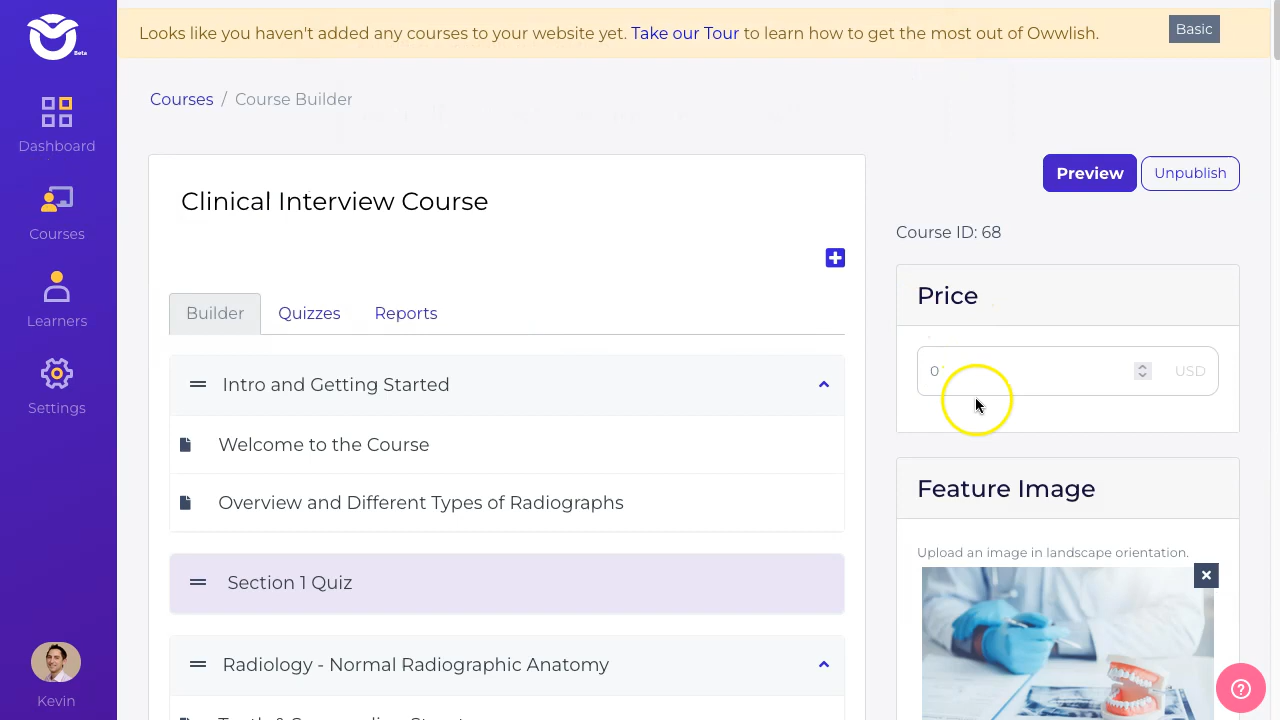 Looks like you haven't added any courses to your website yet. Take our Tour to learn how to get the most out of Owwlish.
Basic
Beta
Dashboard
Courses
Learners
Settings
Kevin
Courses / Course Builder
Clinical Interview Course
Builder
Quizzes
Reports
Intro and Getting Started
Welcome to the Course
Overview and Different Types of Radiographs
Section 1 Quiz
Radiology - Normal Radiographic Anatomy
Preview
Unpublish
Course ID: 68
Price
0
USD
Feature Image
Upload an image in landscape orientation.